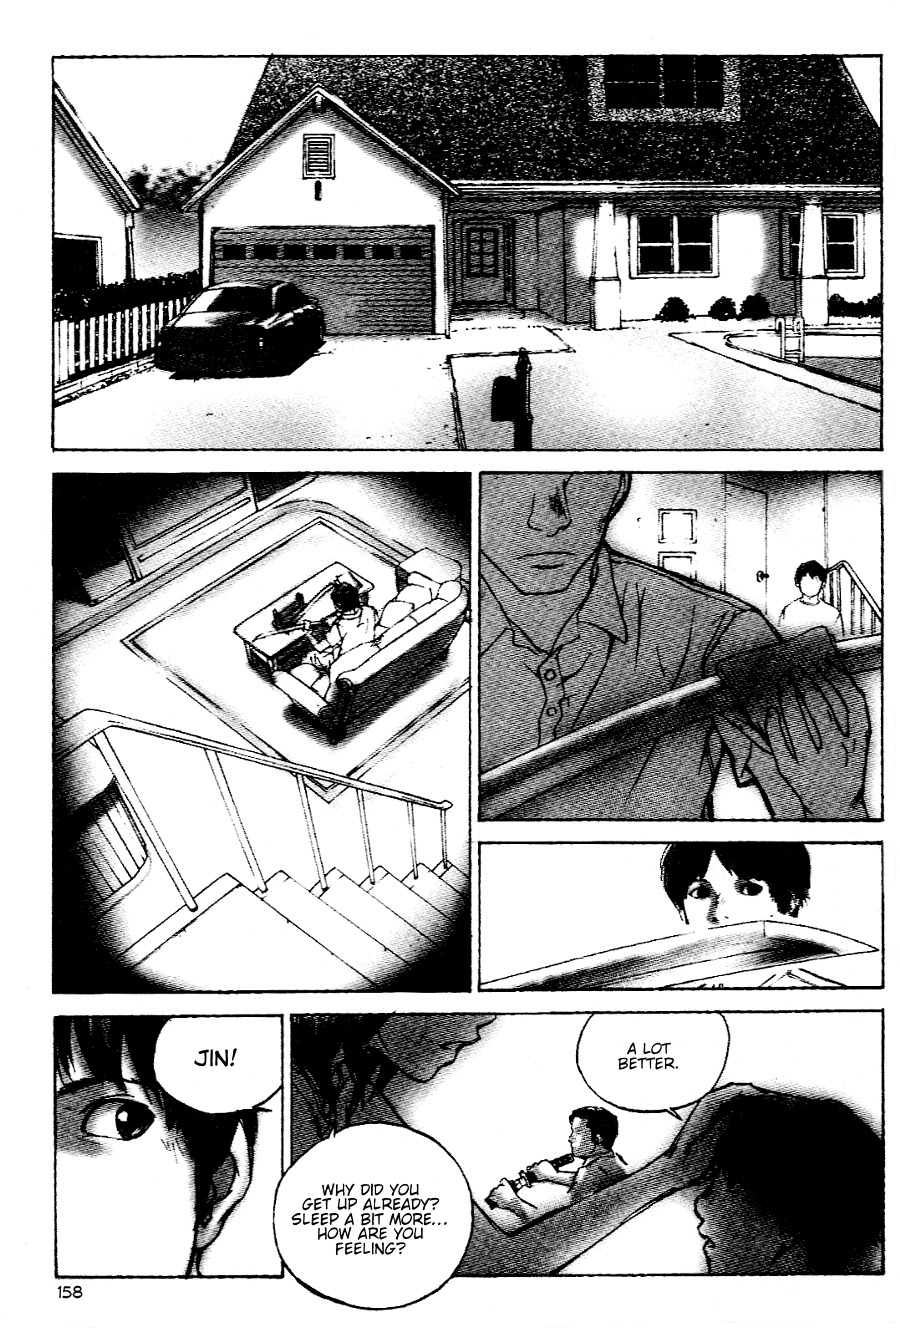 JIN!
A LOT
BETTER.
WHY DID YOU
GET UP ALREADY?
SLEEP A BIT MORE...
HOW ARE YOU
FEELING?
158